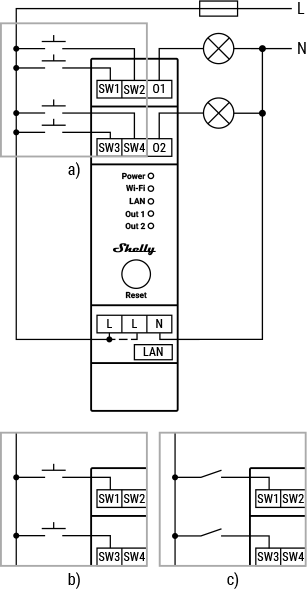 L
N
SW1 SW2 O1
SW3 SW4 O2
a)
Power
Wi-Fi
LAN
Out 1
Out 2
Shelly
Reset
L L N
LAN
SW1 SW2
SW3 SW4
b)
SW1 SW2
SW3 SW4
c)